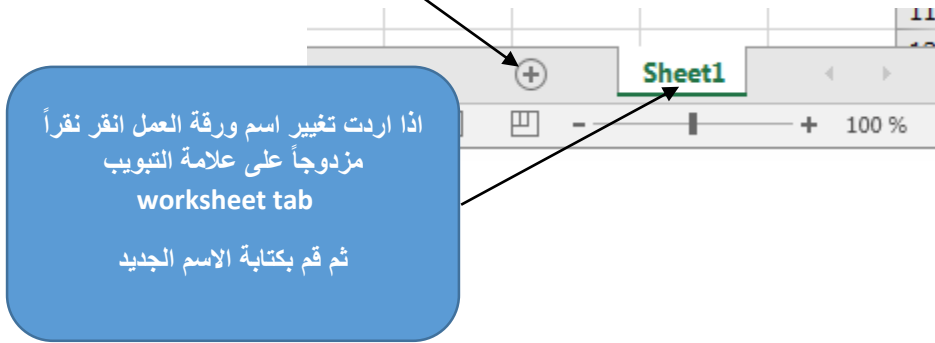 11
Sheet1
100 %
اذا اردت تغيير اسم ورقة العمل انقر نقراً
مزدوجاً على علامة التبويب
worksheet tab
ثم قم بكتابة الاسم الجديد